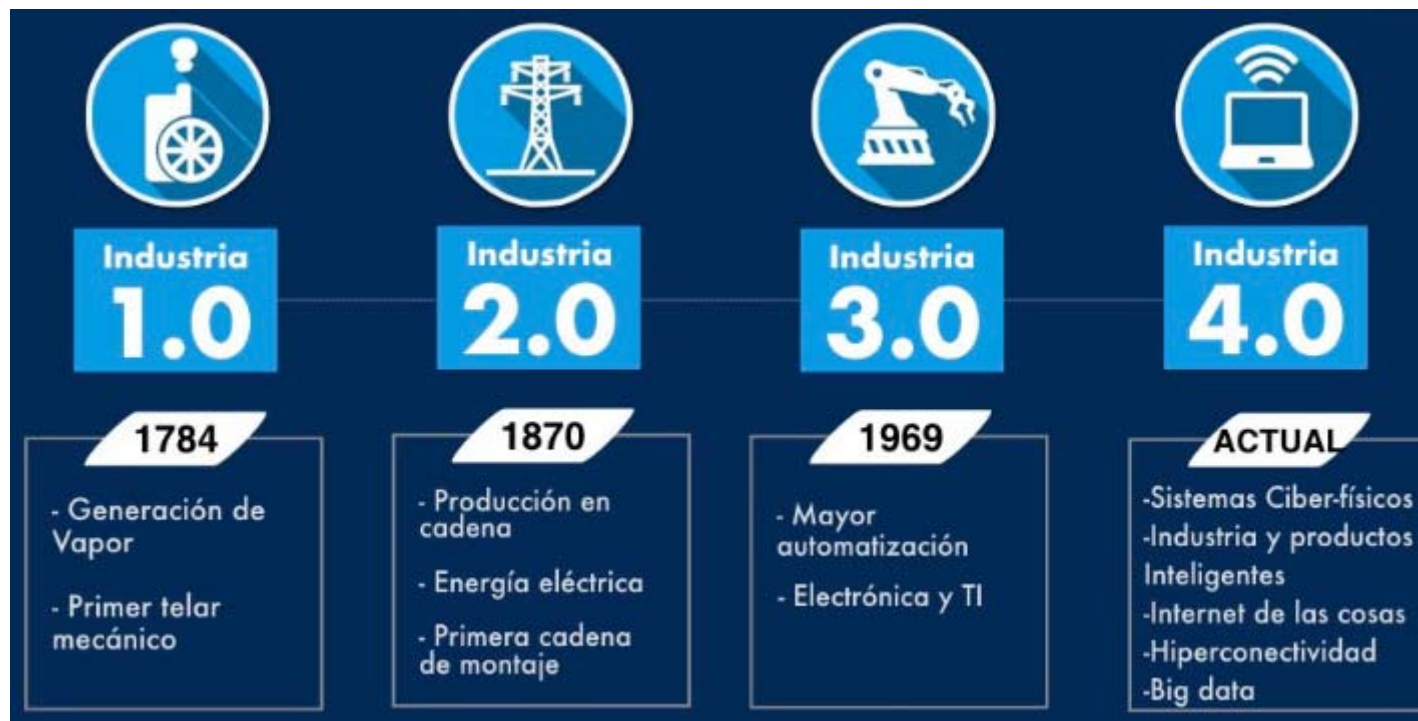 Industria
1.0
1784
- Generación de
Vapor
- Primer telar
mecánico
Industria
2.0
1870
- Producción en
cadena
- Energía eléctrica
- Primera cadena
de montaje
Industria
3.0
1969
- Mayor
automatización
- Electrónica y TI
Industria
4.0
ACTUAL
-Sistemas Ciber-físicos
-Industria y productos
Inteligentes
-Internet de las cosas
-Hiperconectividad
-Big data